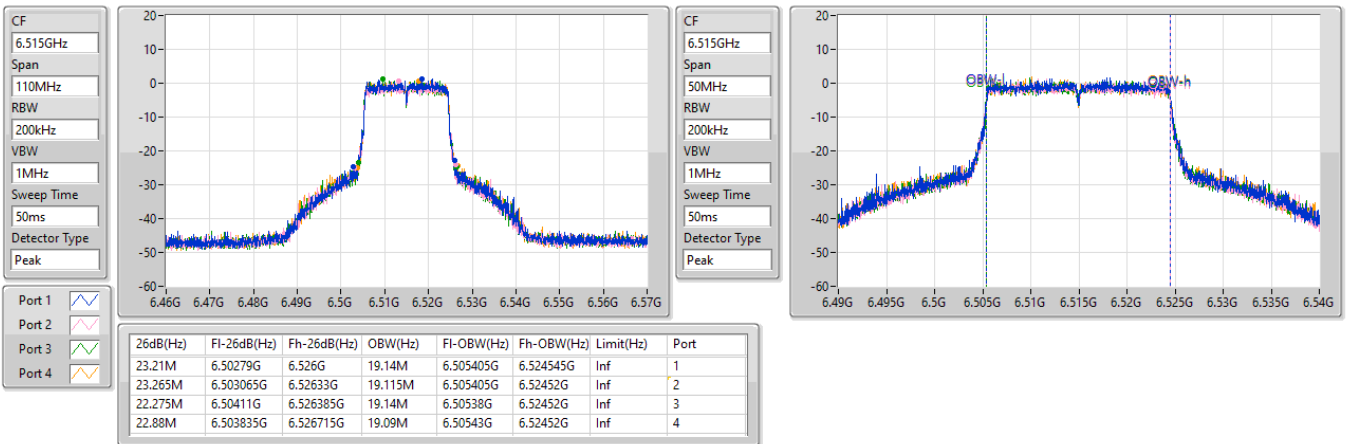 CF
6.515GHz
Span
110MHz
RBW
200kHz
VBW
1MHz
Sweep Time
50ms
Detector Type
Peak
20-
10-
0-
-10-
-20-
-30-
-40-
-50-
-60-
6.46G 6.47G 6.48G 6.49G 6.5G 6.51G 6.52G 6.53G 6.54G 6.55G 6.56G 6.57G
CF
6.515GHz
Span
50MHz
RBW
200kHz
VBW
1MHz
Sweep Time
50ms
Detector Type
Peak
20-
10-
0-
-10-
-20-
-30-
-40-
-50-
-60-
OBW-l OBW-h
6.49G 6.495G 6.5G 6.505G 6.51G 6.515G 6.52G 6.525G 6.53G 6.535G 6.54G
Port 1
Port 2
Port 3
Port 4
26dB(Hz) Fl-26dB(Hz) Fh-26dB(Hz) OBW(Hz) Fl-OBW(Hz) Fh-OBW(Hz) Limit(Hz) Port
23.21M 6.50279G 6.526G 19.14M 6.505405G 6.524545G Inf 1
23.265M 6.503065G 6.52633G 19.115M 6.505405G 6.52452G Inf 2
22.275M 6.50411G 6.526385G 19.14M 6.50538G 6.52452G Inf 3
22.88M 6.503835G 6.526715G 19.09M 6.50543G 6.52452G Inf 4